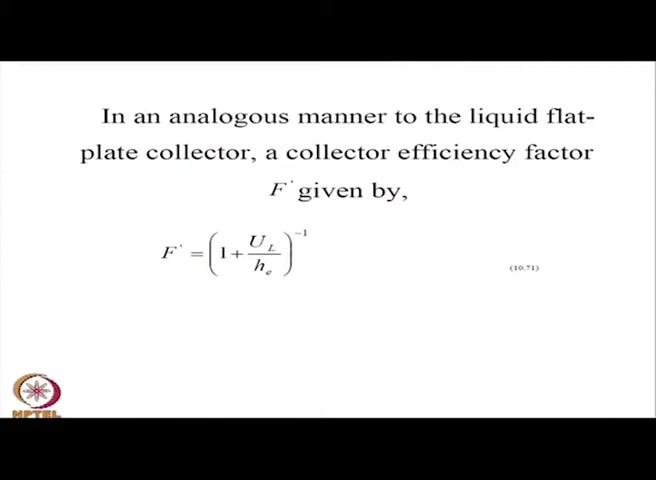 In an analogous manner to the liquid flat-
plate collector, a collector efficiency factor
F' given by,
F' = (1 + U_L / h_e)^{-1} (10.71)
NPTEL